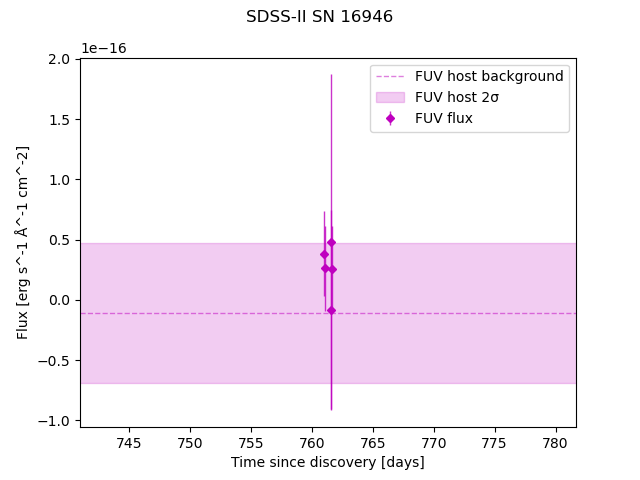 SDSS-II SN 16946
1e−16
2.0
1.5
1.0
0.5
0.0
−0.5
−1.0
Flux [erg s^-1 Å^-1 cm^-2]
FUV host background
FUV host 2σ
FUV flux
745 750 755 760 765 770 775 780
Time since discovery [days]